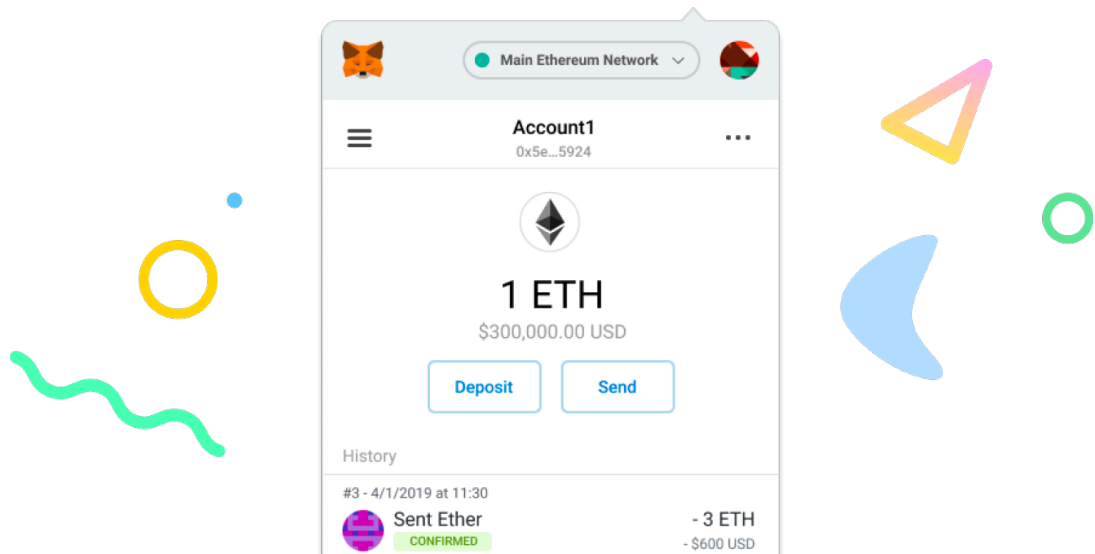 Main Ethereum Network
Account1
0x5e...5924
1 ETH
$300,000.00 USD
Deposit
Send
History
#3 - 4/1/2019 at 11:30
Sent Ether
- 3 ETH
CONFIRMED
- $600 USD